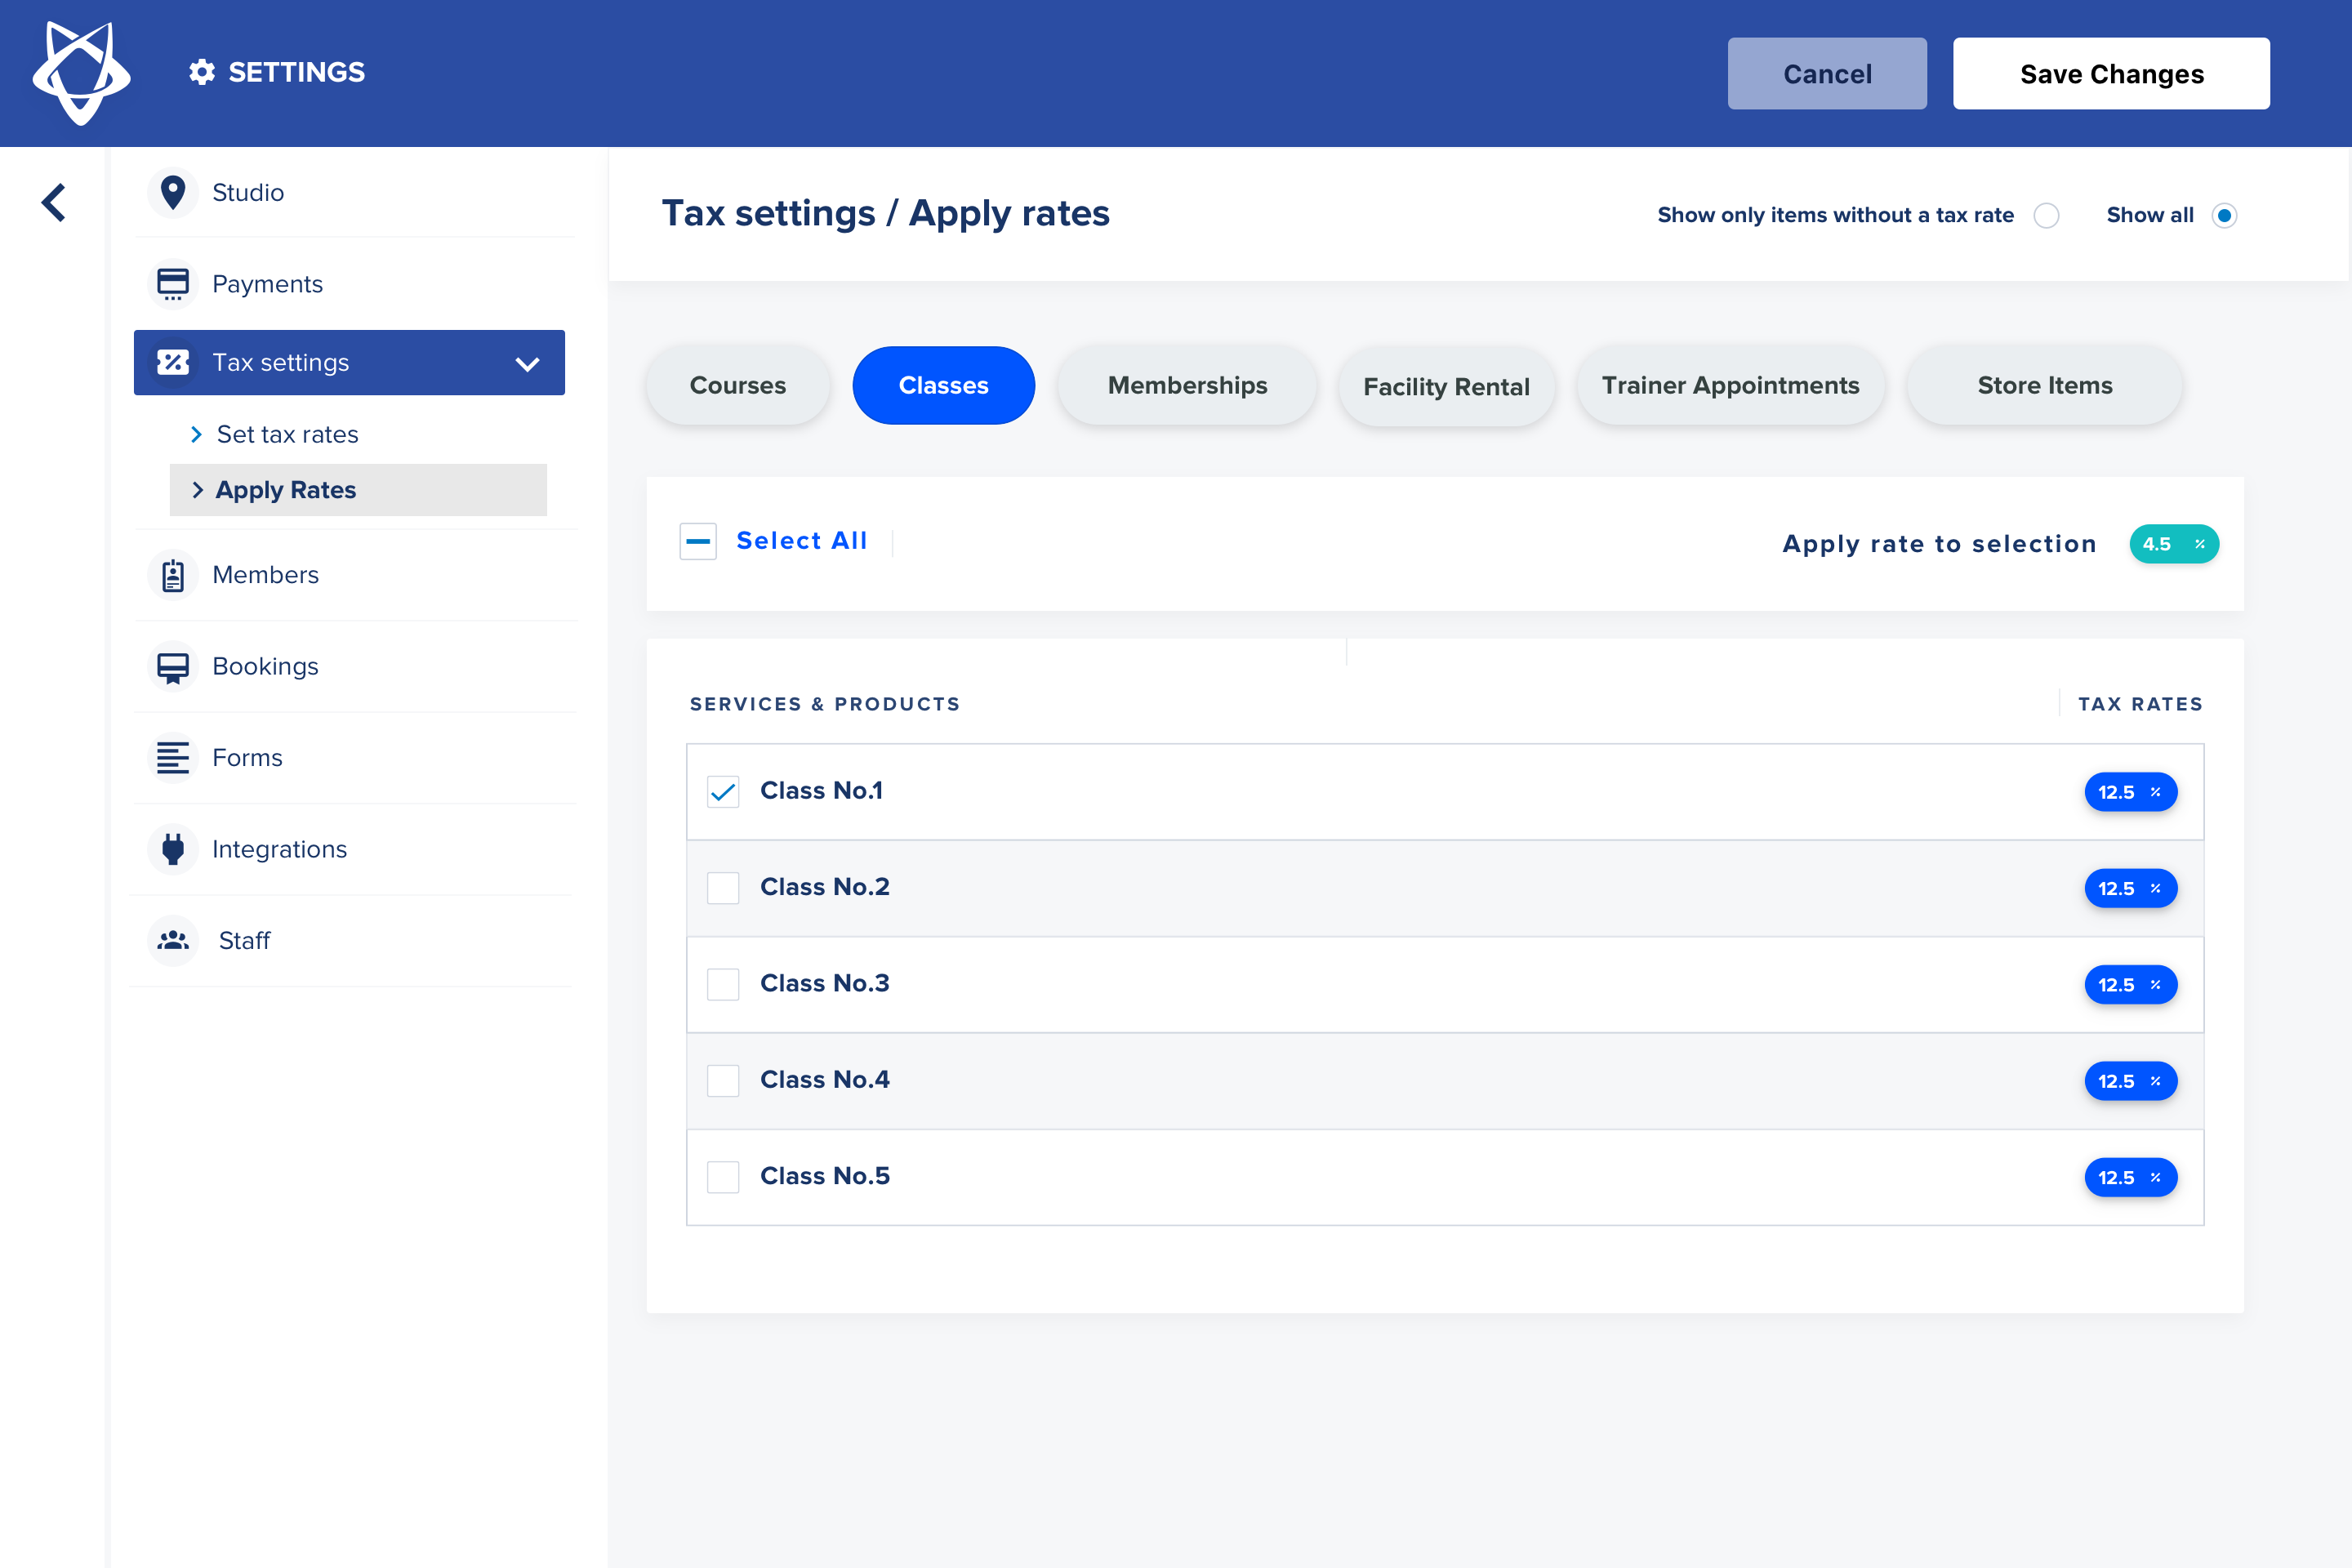 SETTINGS
Cancel
Save Changes
Studio
Payments
Tax settings
Set tax rates
Apply Rates
Members
Bookings
Forms
Integrations
Staff
Tax settings / Apply rates
Show only items without a tax rate
Show all
Courses
Classes
Memberships
Facility Rental
Trainer Appointments
Store Items
Select All
Apply rate to selection
4.5 %
SERVICES & PRODUCTS
TAX RATES
Class No.1
12.5 %
Class No.2
12.5 %
Class No.3
12.5 %
Class No.4
12.5 %
Class No.5
12.5 %